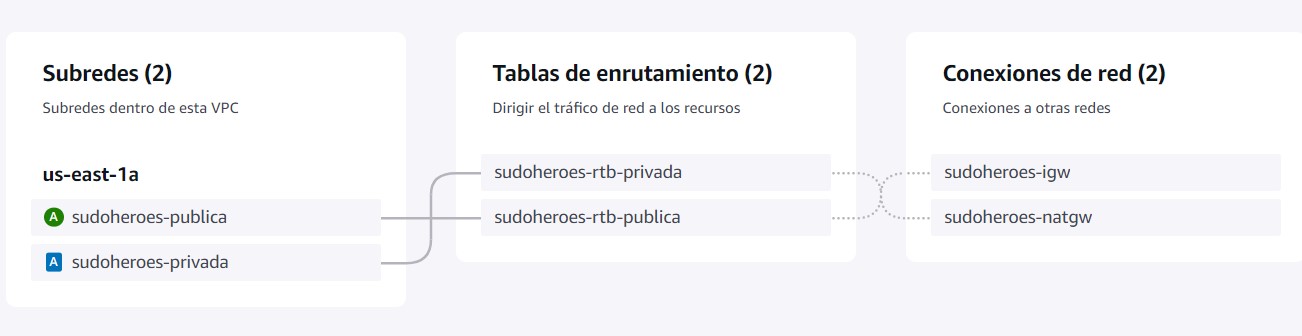 Subredes (2)
Subredes dentro de esta VPC
us-east-1a
A sudoheroes-publica
A sudoheroes-privada
Tablas de enrutamiento (2)
Dirigir el tráfico de red a los recursos
sudoheroes-rtb-privada
sudoheroes-rtb-publica
Conexiones de red (2)
Conexiones a otras redes
sudoheroes-igw
sudoheroes-natgw